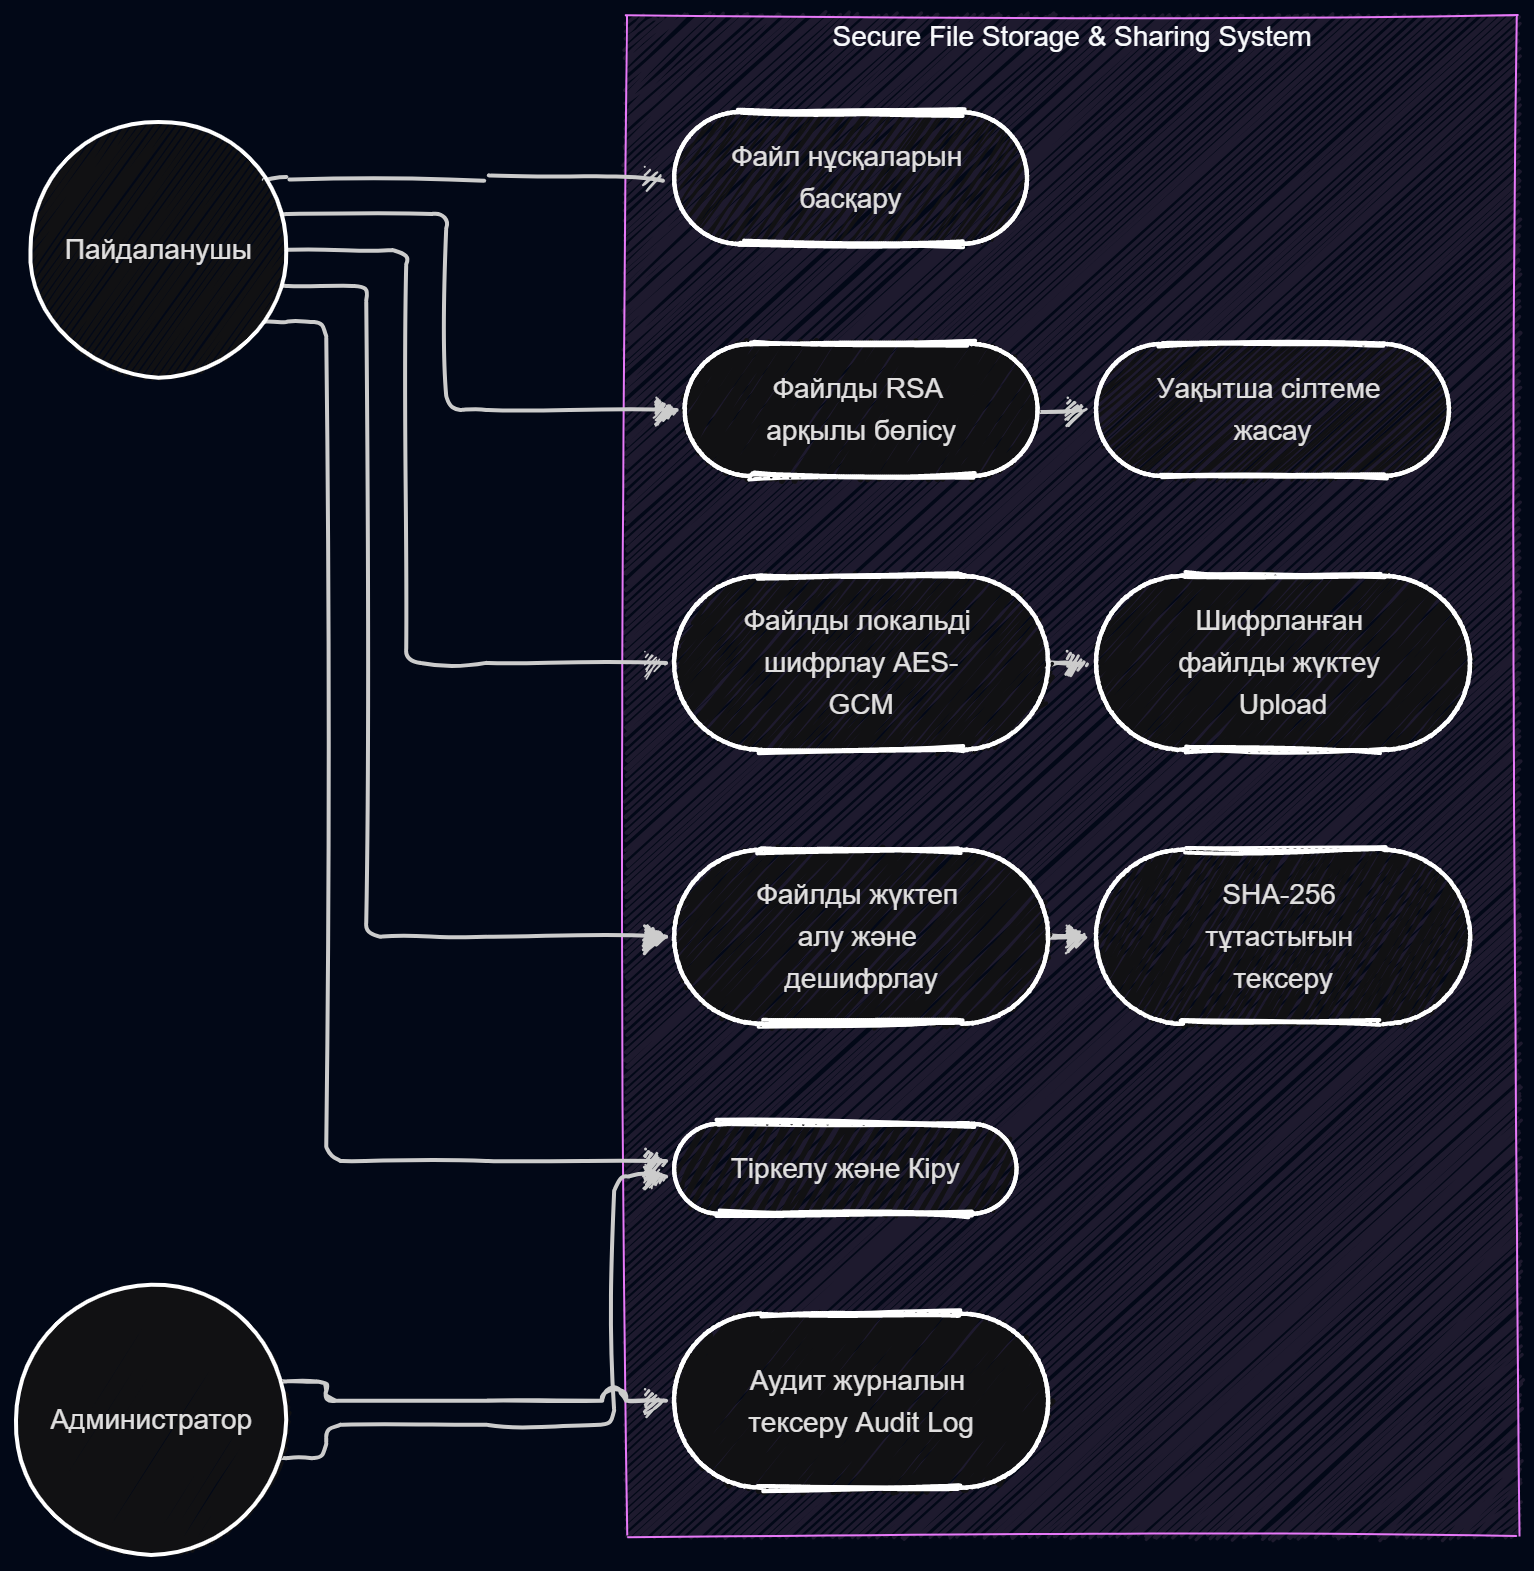 Secure File Storage & Sharing System
Пайдаланушы
Файл нұсқаларын
басқару
Файлды RSA
арқылы бөлісу
Уақытша сілтеме
жасау
Файлды локальді
шифрлау AES-
GCM
Шифрланған
файлды жүктеу
Upload
Файлды жүктеп
алу және
дешифрлау
SHA-256
тұтастығын
тексеру
Тіркелу және Кіру
Администратор
Аудит журналын
тексеру Audit Log